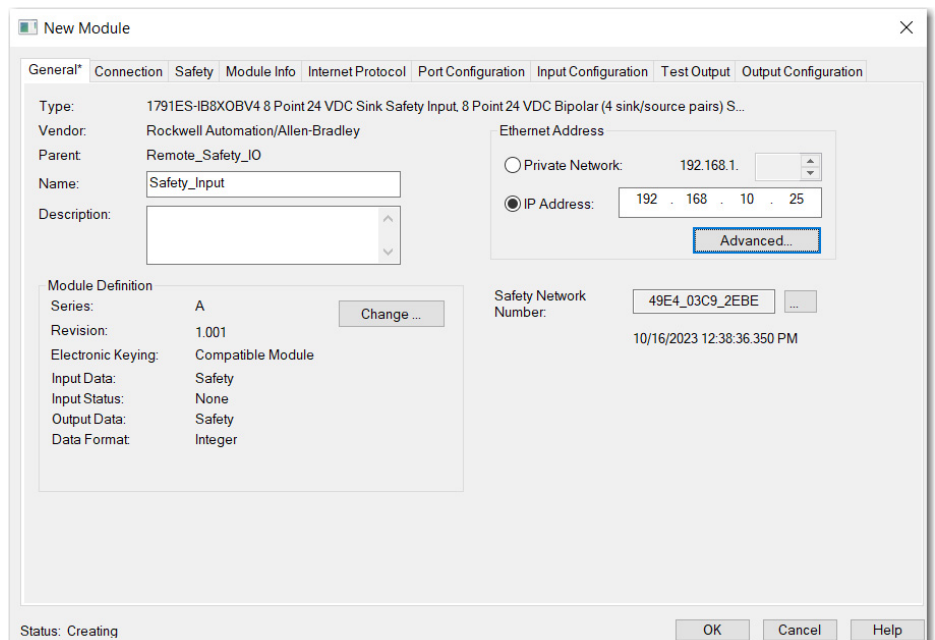 New Module
General* Connection Safety Module Info Internet Protocol Port Configuration Input Configuration Test Output Output Configuration
Type: 1791ES-IB8XOBV4 8 Point 24 VDC Sink Safety Input, 8 Point 24 VDC Bipolar (4 sink/source pairs) S...
Vendor: Rockwell Automation/Allen-Bradley
Parent: Remote_Safety_IO
Name: Safety_Input
Description:
Ethernet Address
Private Network: 192.168.1.
IP Address: 192 . 168 . 10 . 25
Advanced...
Module Definition
Series: A
Change ...
Revision: 1.001
Electronic Keying: Compatible Module
Input Data: Safety
Input Status: None
Output Data: Safety
Data Format: Integer
Safety Network
Number: 49E4_03C9_2EBE ...
10/16/2023 12:38:36.350 PM
Status: Creating
OK Cancel Help